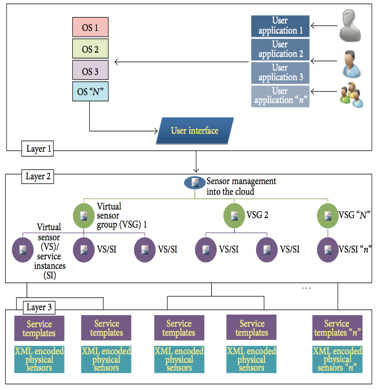 OS 1
OS 2
OS 3
OS "N"
User
application 1
User
application 2
User
application 3
User
application "n"
User interface
Layer 1
Layer 2
Sensor management
into the cloud
Virtual
sensor
group (VSG) 1
VSG 2
VSG "N"
Virtual
sensor
(VS)/
service
instances
(SI)
VS/SI
VS/SI
VS/SI
VS/SI
VS/SI "n"
...
Layer 3
Service
templates
Service
templates
Service
templates
Service
templates
Service
templates "n"
XML encoded
physical
sensors
XML encoded
physical
sensors
XML encoded
physical
sensors
XML encoded
physical
sensors
XML encoded
physical
sensors "n"